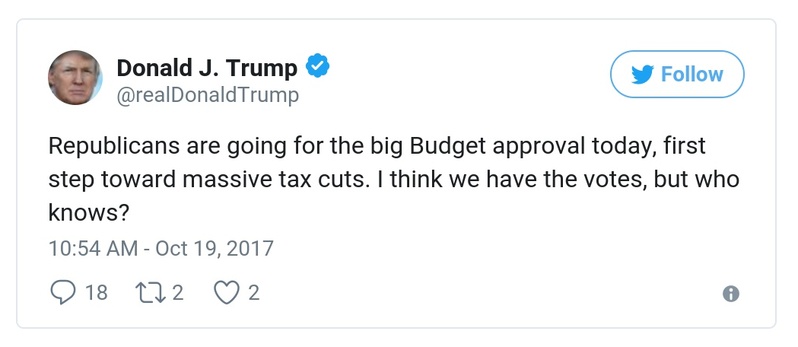 Donald J. Trump
@realDonaldTrump
Follow
Republicans are going for the big Budget approval today, first
step toward massive tax cuts. I think we have the votes, but who
knows?
10:54 AM - Oct 19, 2017
18 2 2